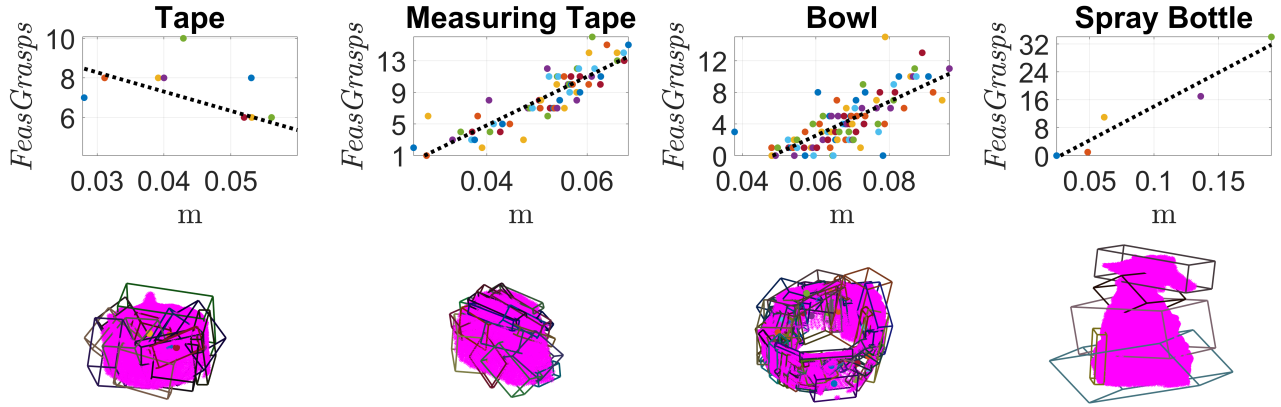 Tape
FeasGrasps
10
8
6
0.03 0.04 0.05
m
Measuring Tape
FeasGrasps
13
9
5
1
0.04 0.06
m
Bowl
FeasGrasps
12
8
4
0
0.04 0.06 0.08
m
Spray Bottle
FeasGrasps
32
24
16
8
0
0.05 0.1 0.15
m